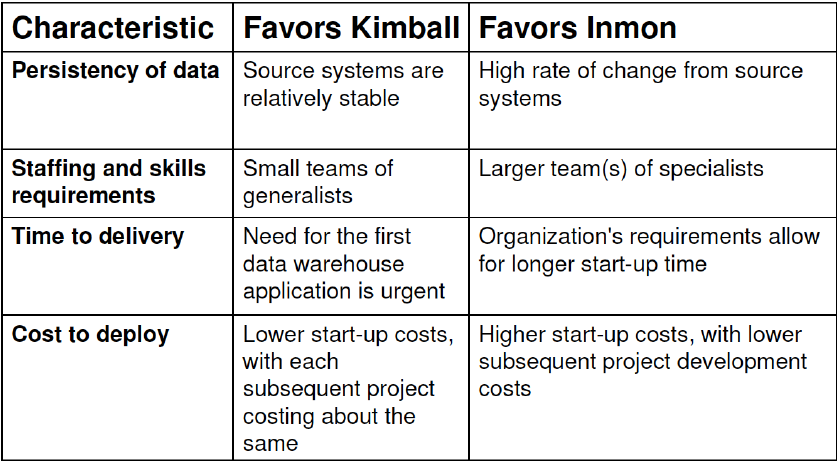 Characteristic Favors Kimball Favors Inmon
Persistency of data Source systems are High rate of change from source
relatively stable systems
Staffing and skills Small teams of Larger team(s) of specialists
requirements generalists
Time to delivery Need for the first Organization's requirements allow
data warehouse for longer start-up time
application is urgent
Cost to deploy Lower start-up costs, Higher start-up costs, with lower
with each subsequent project development
subsequent project costs
costing about the
same